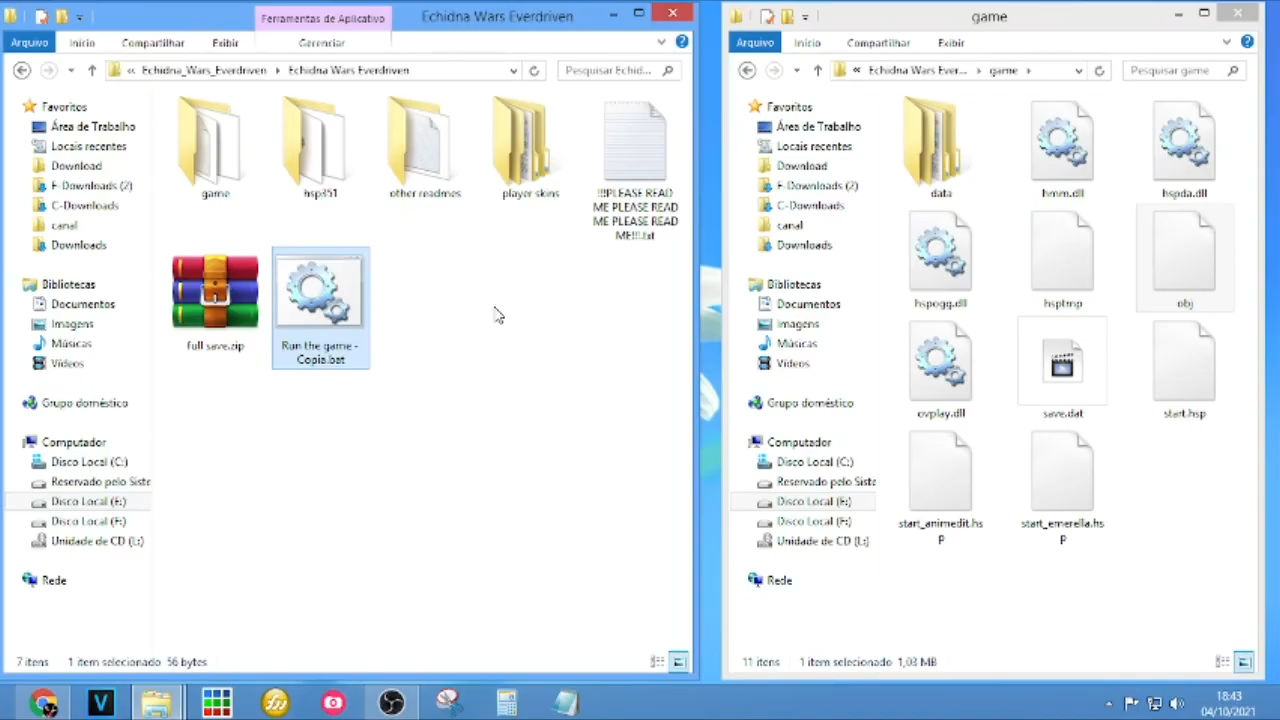 Ferramentas de Aplicativo
Echidna Wars Everdriven
Arquivo
Início
Compartilhar
Exibir
Gerenciar
« Echidna_Wars_Everdriven
Echidna Wars Everdriven
Pesquisar Echid...
Favoritos
Área de Trabalho
Locais recentes
Download
F-Downloads (2)
C-Downloads
canal
Downloads
Bibliotecas
Documentos
Imagens
Músicas
Vídeos
Grupo doméstico
Computador
Disco Local (C:)
Reservado pelo Siste
Disco Local (E:)
Disco Local (F:)
Unidade de CD (L:)
Rede
game
hsp351
other readmes
player skins
!!!PLEASE READ
ME PLEASE READ
ME PLEASE READ
ME!!!.txt
full save.zip
Run the game -
Copia.bat
7 itens
1 item selecionado 56 bytes
game
Arquivo
Início
Compartilhar
Exibir
« Echidna Wars Ever...
game
Pesquisar game
Favoritos
Área de Trabalho
Locais recentes
Download
F-Downloads (2)
C-Downloads
canal
Downloads
Bibliotecas
Documentos
Imagens
Músicas
Vídeos
Grupo doméstico
Computador
Disco Local (C:)
Reservado pelo Siste
Disco Local (E:)
Disco Local (F:)
Unidade de CD (L:)
Rede
data
hmm.dll
hspda.dll
hspogg.dll
hsptmp
obj
ovplay.dll
save.dat
start.hsp
start_animedit.hs
p
start_emerella.hs
p
11 itens
1 item selecionado 1,03 MB
18:43
04/10/2021